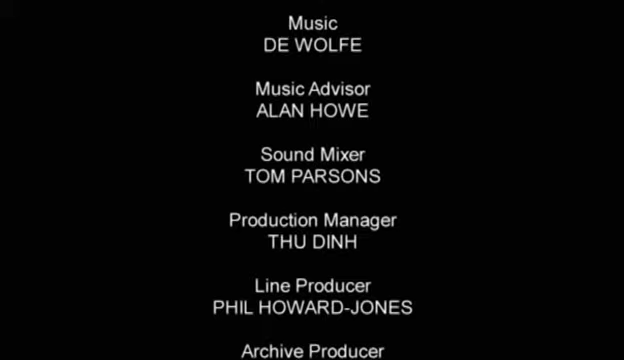 Music
DE WOLFE
Music Advisor
ALAN HOWE
Sound Mixer
TOM PARSONS
Production Manager
THU DINH
Line Producer
PHIL HOWARD-JONES
Archive Producer